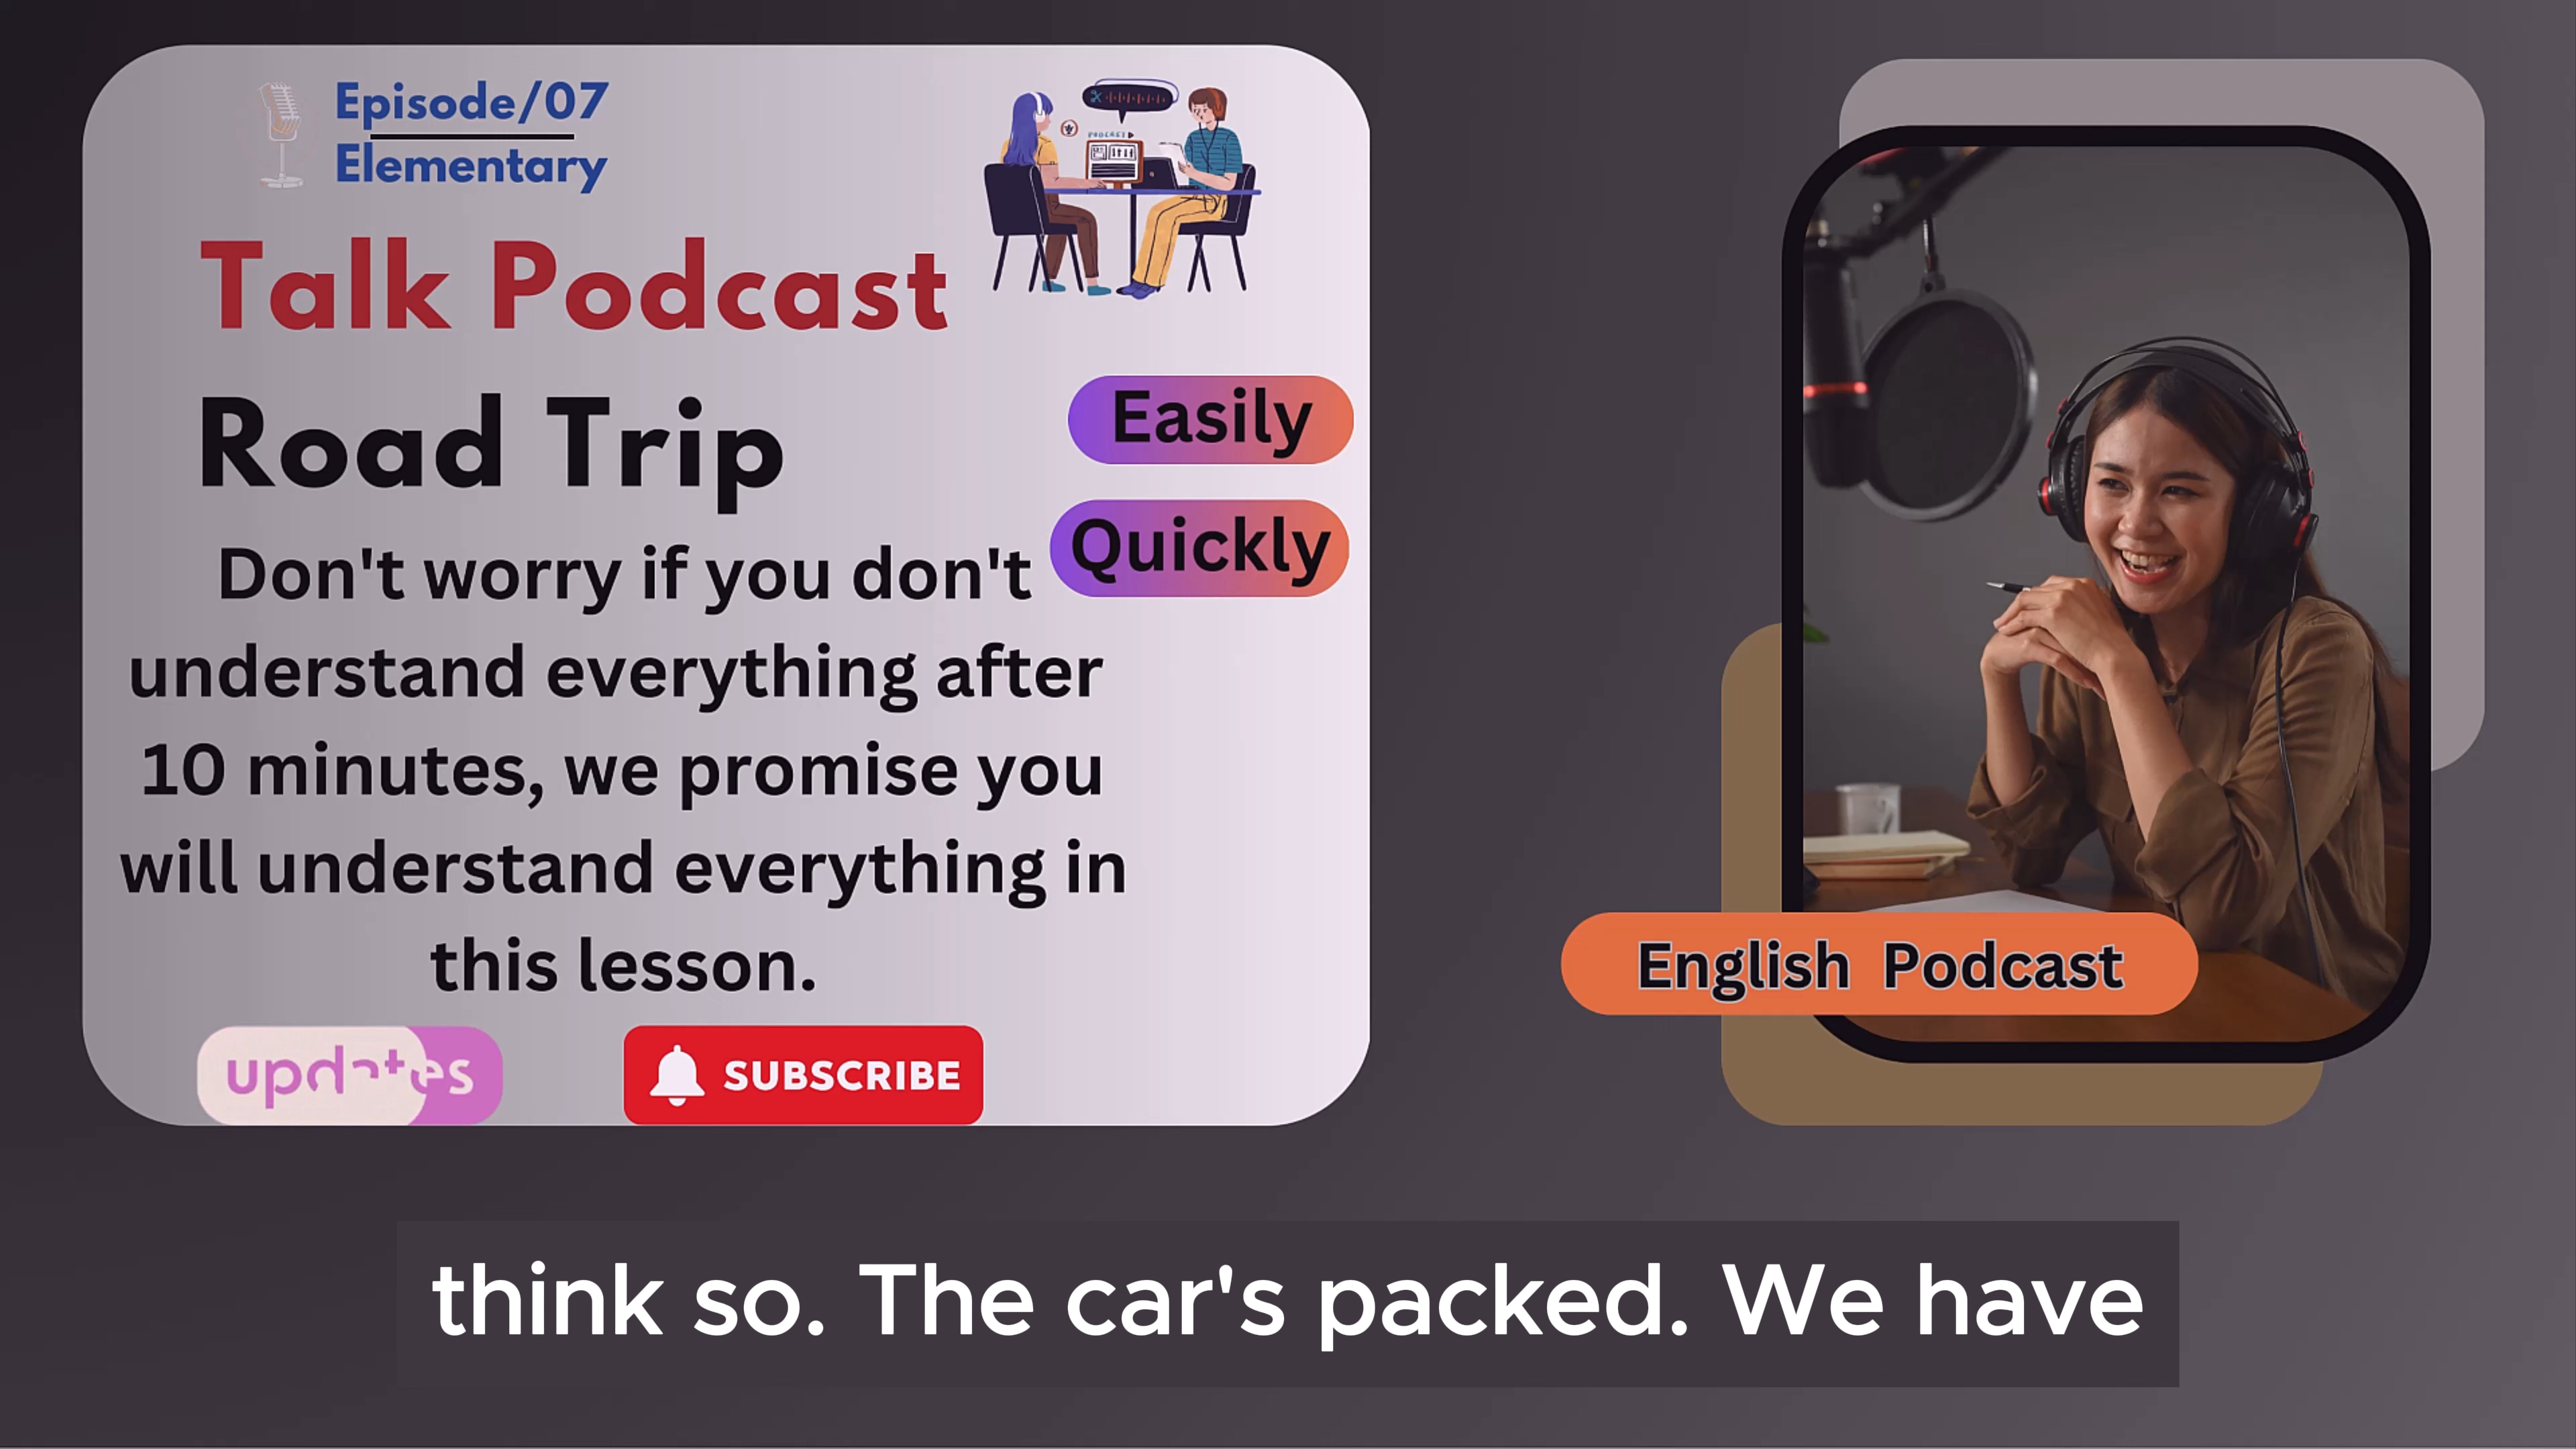 Episode/07
Elementary
Talk Podcast
PODCAST
Road Trip
Easily
Quickly
Don't worry if you don't
understand everything after
10 minutes, we promise you
will understand everything in
this lesson.
English Podcast
updates
SUBSCRIBE
think so. The car's packed. We have